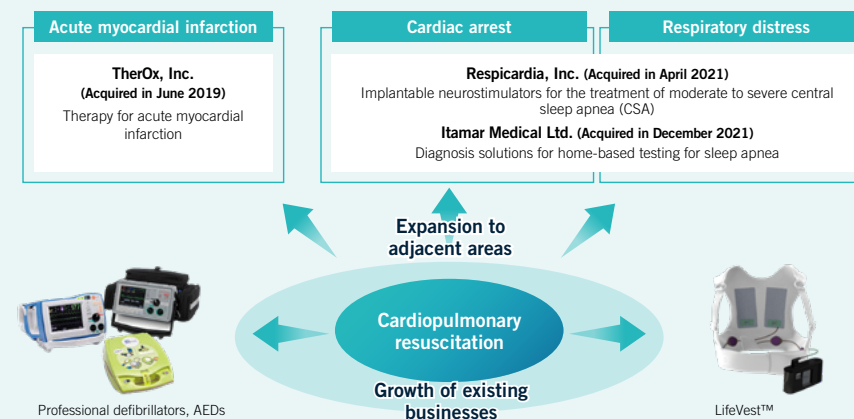 Acute myocardial infarction
Cardiac arrest
Respiratory distress
TherOx, Inc.
(Acquired in June 2019)
Therapy for acute myocardial
infarction
Respicardia, Inc. (Acquired in April 2021)
Implantable neurostimulators for the treatment of moderate to severe central
sleep apnea (CSA)
Itamar Medical Ltd. (Acquired in December 2021)
Diagnosis solutions for home-based testing for sleep apnea
Expansion to
adjacent areas
Cardiopulmonary
resuscitation
Growth of existing
businesses
Professional defibrillators, AEDs
LifeVest™